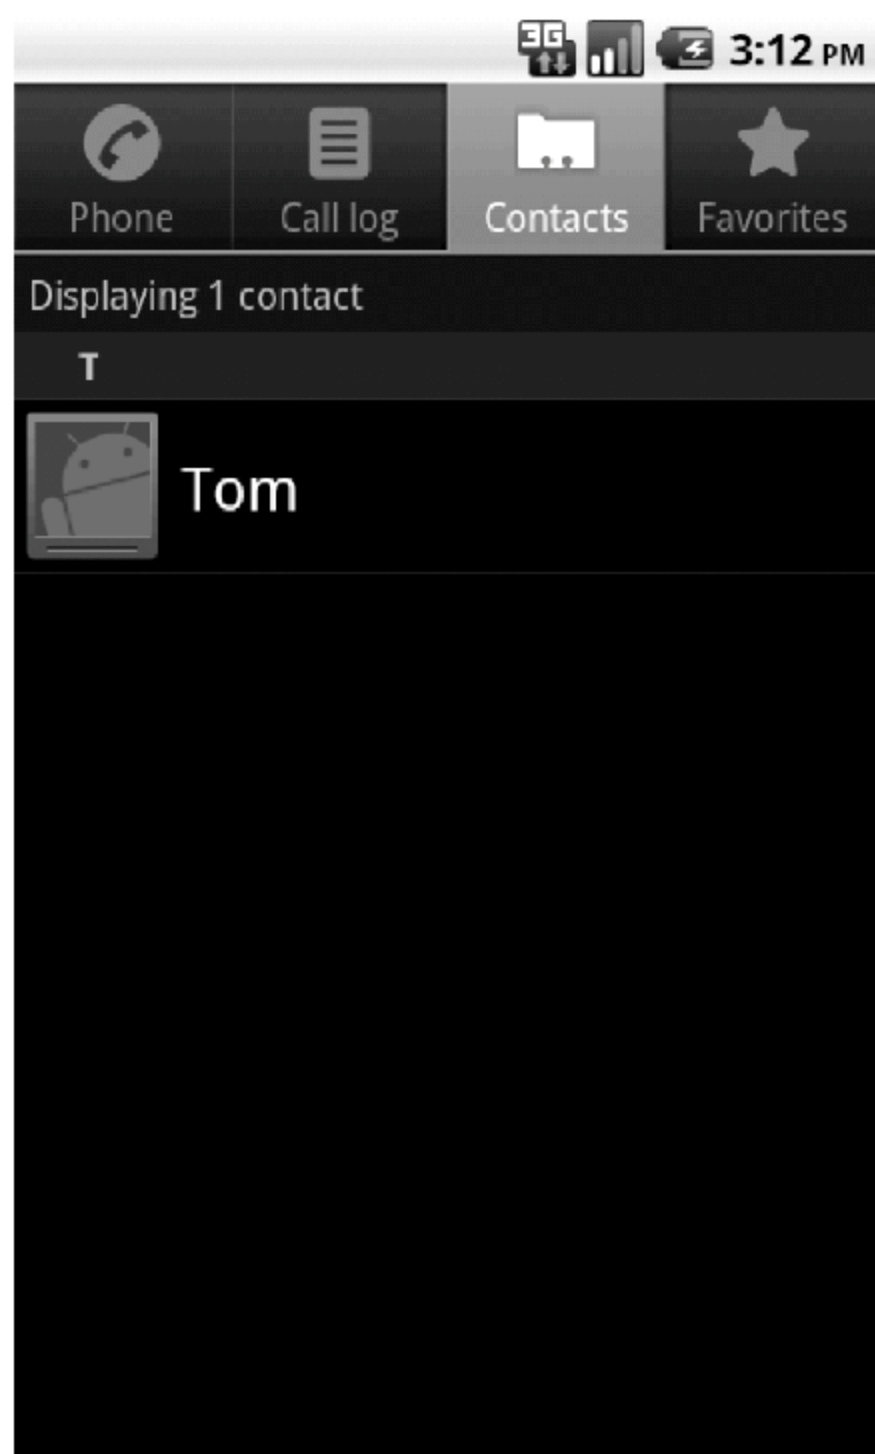 3G 3:12 PM
Phone Call log Contacts Favorites
Displaying 1 contact
T
Tom